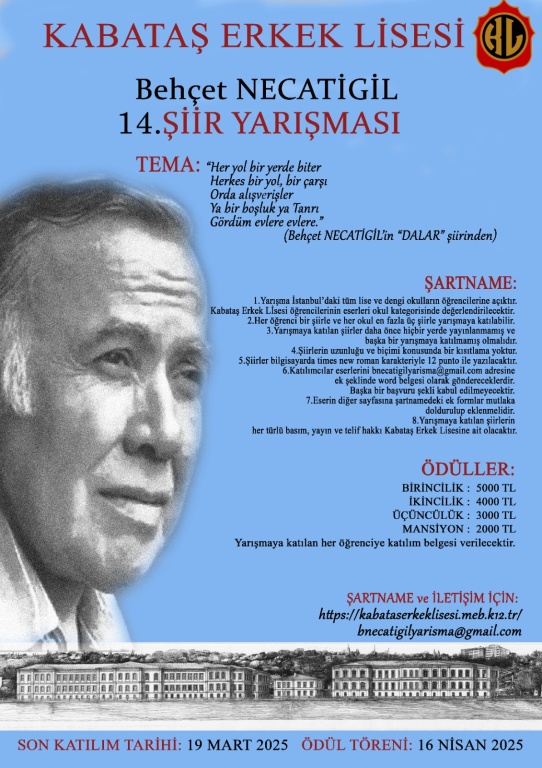 KABATAŞ ERKEK LİSESİ
Behçet NECATİGİL
14.ŞİİR YARIŞMASI
TEMA: “Her yol bir yerde biter
Herkes bir yol, bir çarşı
Orda alışverişler
Ya bir boşluk ya Tanrı
Gördüm evlere evlere.”
(Behçet NECATİGİL’in “DALAR” şiirinden)
ŞARTNAME:
1.Yarışma İstanbul’daki tüm lise ve dengi okulların öğrencilerine açıktır.
Kabataş Erkek Lİsesi öğrencilerinin eserleri okul kategorisinde değerlendirilecektir.
2.Her öğrenci bir şiirle ve her okul en fazla üç şiirle yarışmaya katılabilir.
3.Yarışmaya katılan şiirler daha önce hiçbir yerde yayınlanmamış ve
başka bir yarışmaya katılmamış olmalıdır.
4.Şiirlerin uzunluğu ve biçimi konusunda bir kısıtlama yoktur.
5.Şiirler bilgisayarda times new roman karakteriyle 12 punto ile yazılacaktır.
6.Katılımcılar eserlerini bnecatigilyarisma@gmail.com adresine
ek şeklinde word belgesi olarak göndereceklerdir.
Başka bir başvuru şekli kabul edilmeyecektir.
7.Eserin diğer sayfasına şartnamedeki ek formlar mutlaka
doldurulup eklenmelidir.
8.Yarışmaya katılan şiirlerin
her türlü basım, yayın ve telif hakkı Kabataş Erkek Lisesine ait olacaktır.
ÖDÜLLER:
BİRİNCİLİK : 5000 TL
İKİNCİLİK : 4000 TL
ÜÇÜNCÜLÜK : 3000 TL
MANSİYON : 2000 TL
Yarışmaya katılan her öğrenciye katılım belgesi verilecektir.
ŞARTNAME ve İLETİŞİM İÇİN:
https://kabataserkeklisesi.meb.k12.tr/
bnecatigilyarisma@gmail.com
SON KATILIM TARİHİ: 19 MART 2025 ÖDÜL TÖRENİ: 16 NİSAN 2025